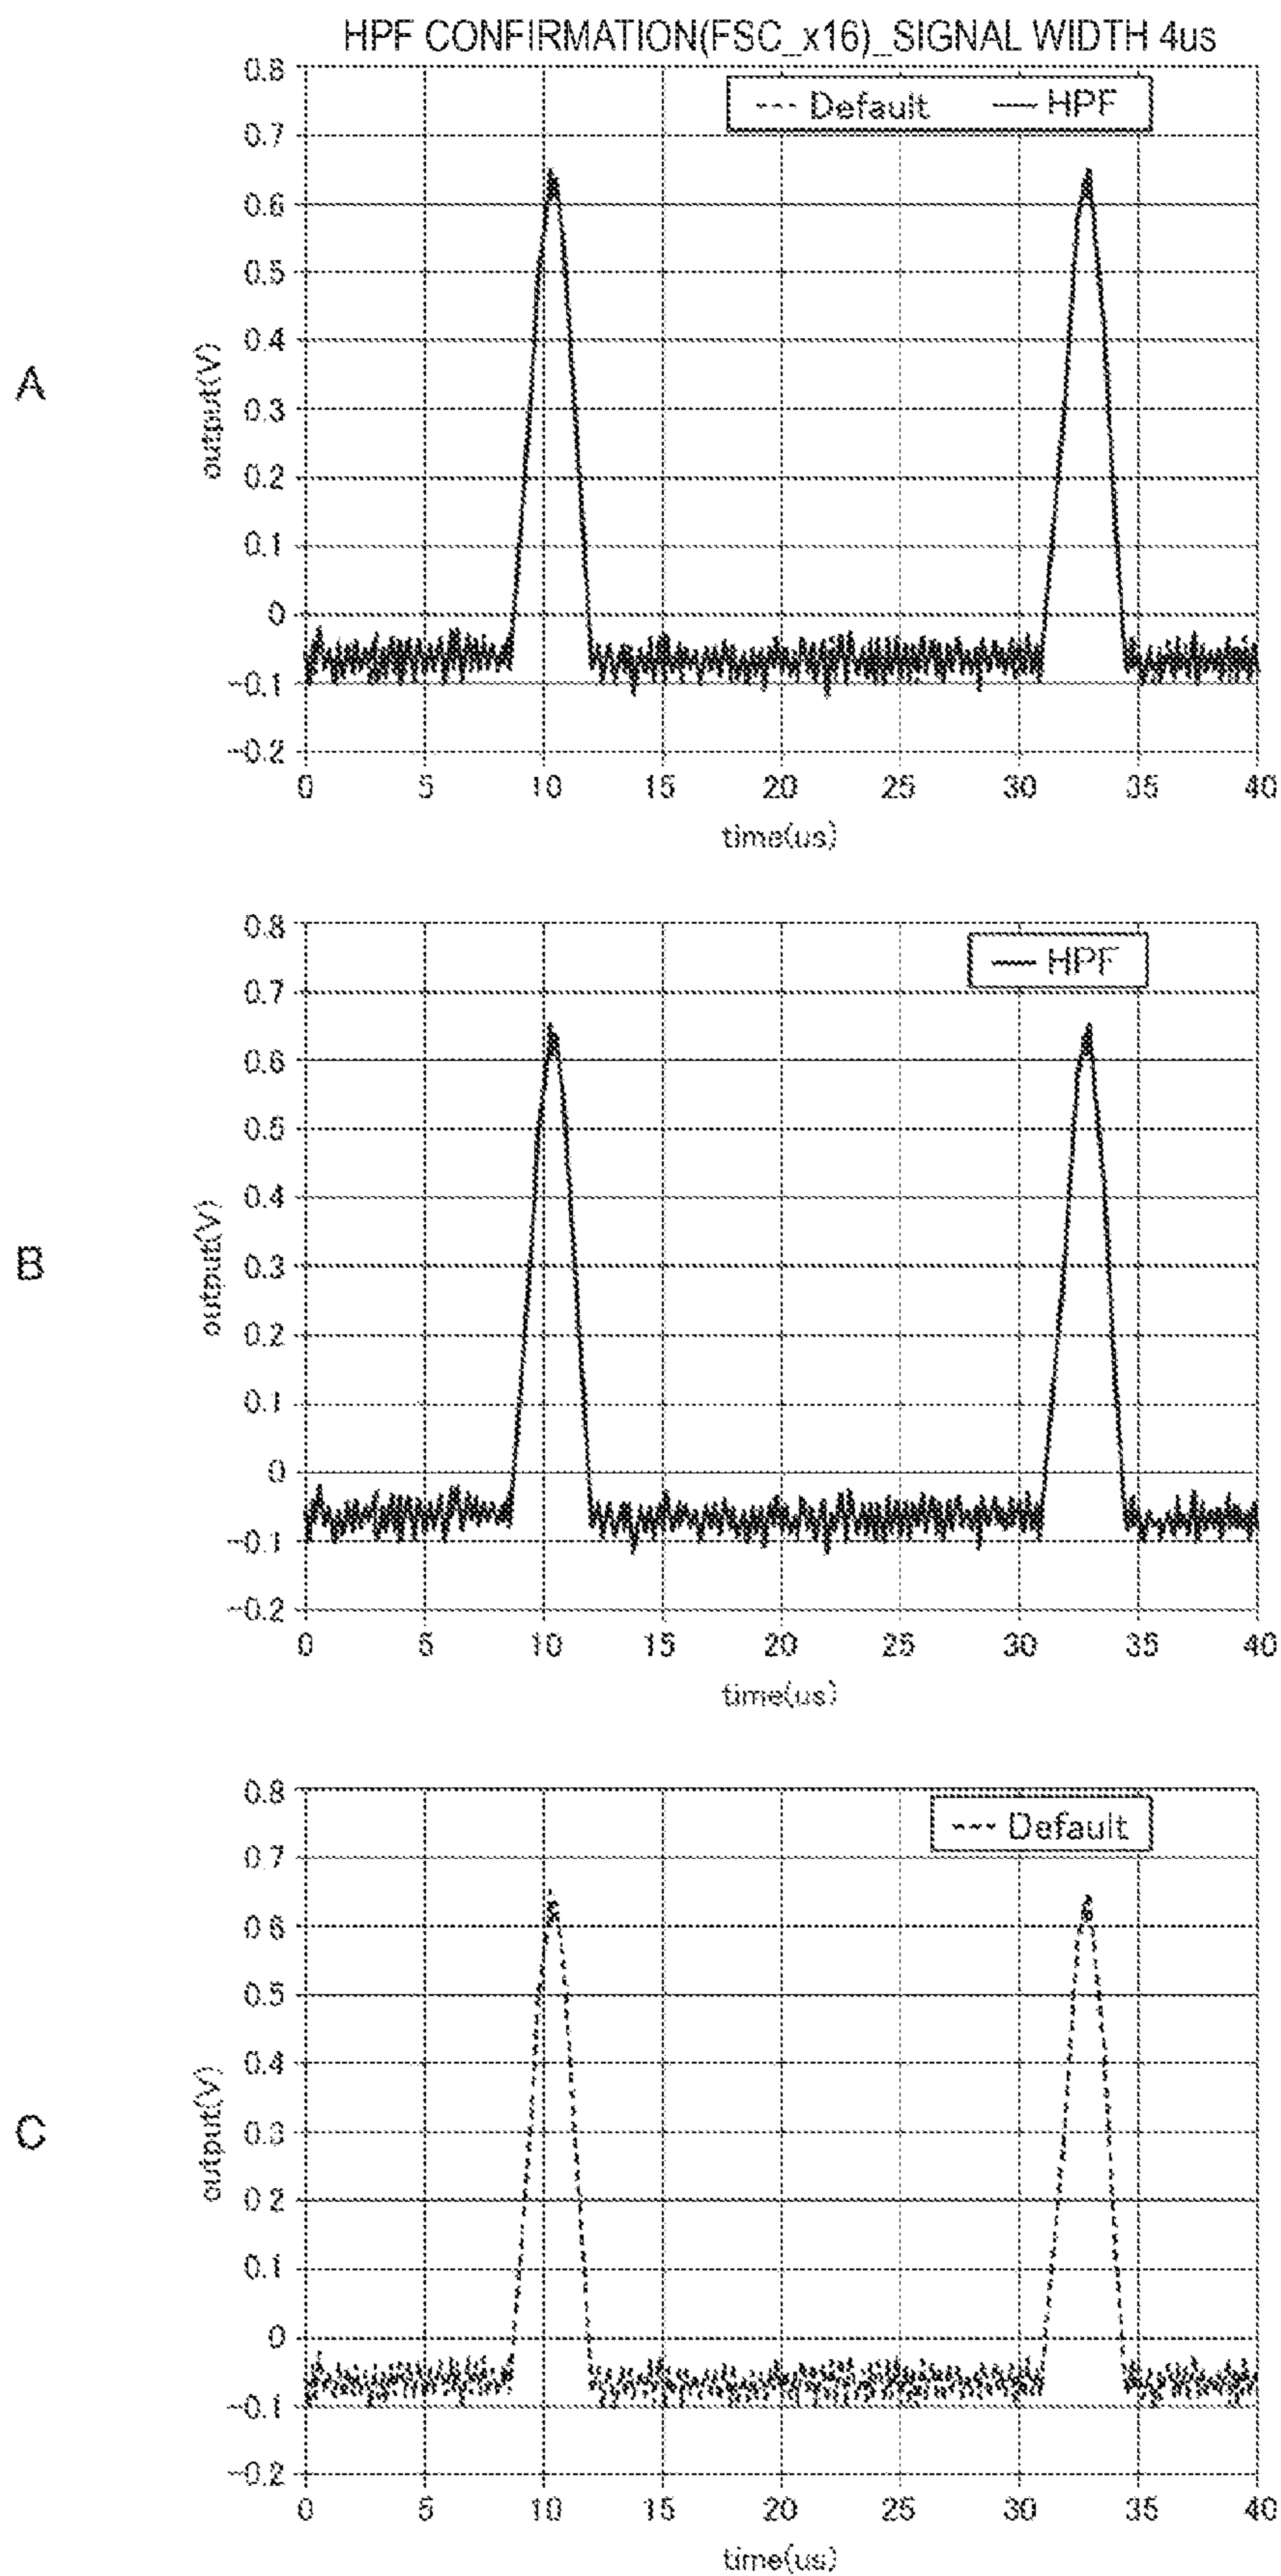 HPF CONFIRMATION(FSC_x16)_SIGNAL WIDTH 4us
A
--- Default — HPF
output(V)
0.8
0.7
0.6
0.5
0.4
0.3
0.2
0.1
0
-0.1
-0.2
0 5 10 15 20 25 30 35 40
time(us)
B
— HPF
output(V)
0.8
0.7
0.6
0.5
0.4
0.3
0.2
0.1
0
-0.1
-0.2
0 5 10 15 20 25 30 35 40
time(us)
C
--- Default
output(V)
0.8
0.7
0.6
0.5
0.4
0.3
0.2
0.1
0
-0.2
-0.1
0 5 10 15 20 25 30 35 40
time(us)